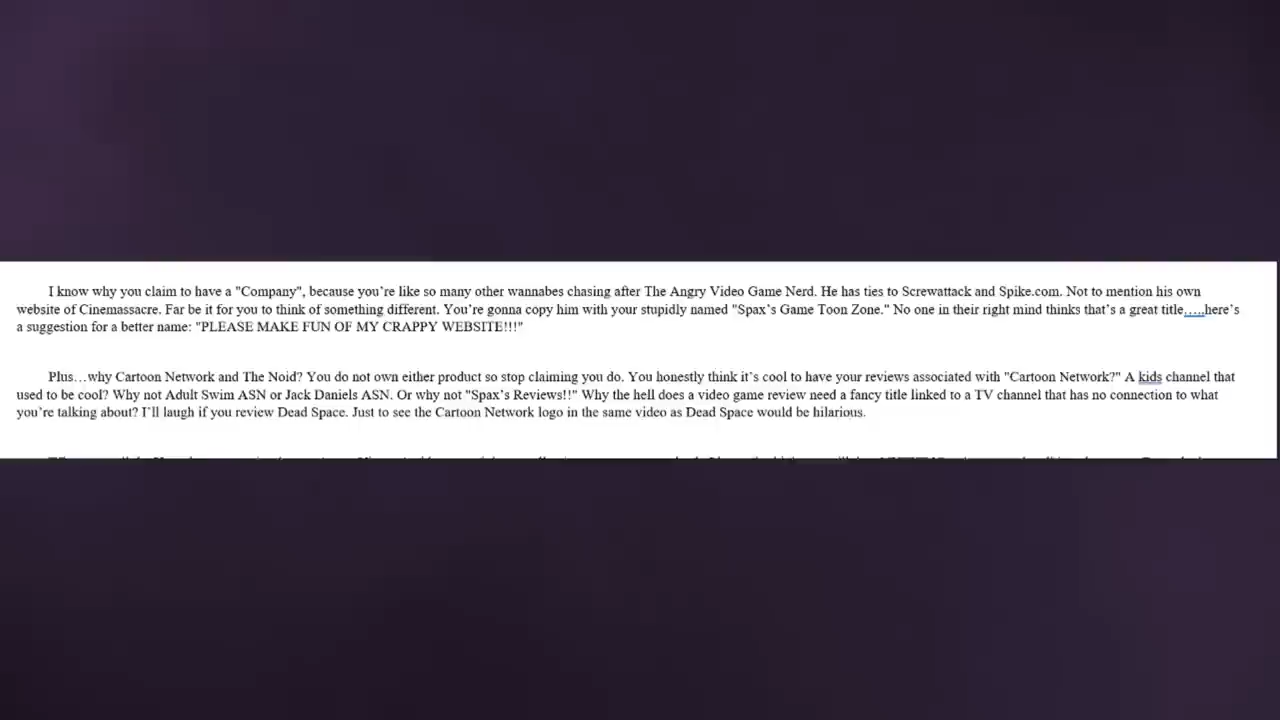 I know why you claim to have a "Company", because you’re like so many other wannabes chasing after The Angry Video Game Nerd. He has ties to Screwattack and Spike.com. Not to mention his own
website of Cinemassacre. Far be it for you to think of something different. You’re gonna copy him with your stupidly named "Spax’s Game Toon Zone." No one in their right mind thinks that’s a great title…..here’s
a suggestion for a better name: "PLEASE MAKE FUN OF MY CRAPPY WEBSITE!!!"
Plus…why Cartoon Network and The Noid? You do not own either product so stop claiming you do. You honestly think it’s cool to have your reviews associated with "Cartoon Network?" A kids channel that
used to be cool? Why not Adult Swim ASN or Jack Daniels ASN. Or why not "Spax’s Reviews!!" Why the hell does a video game review need a fancy title linked to a TV channel that has no connection to what
you’re talking about? I’ll laugh if you review Dead Space. Just to see the Cartoon Network logo in the same video as Dead Space would be hilarious.